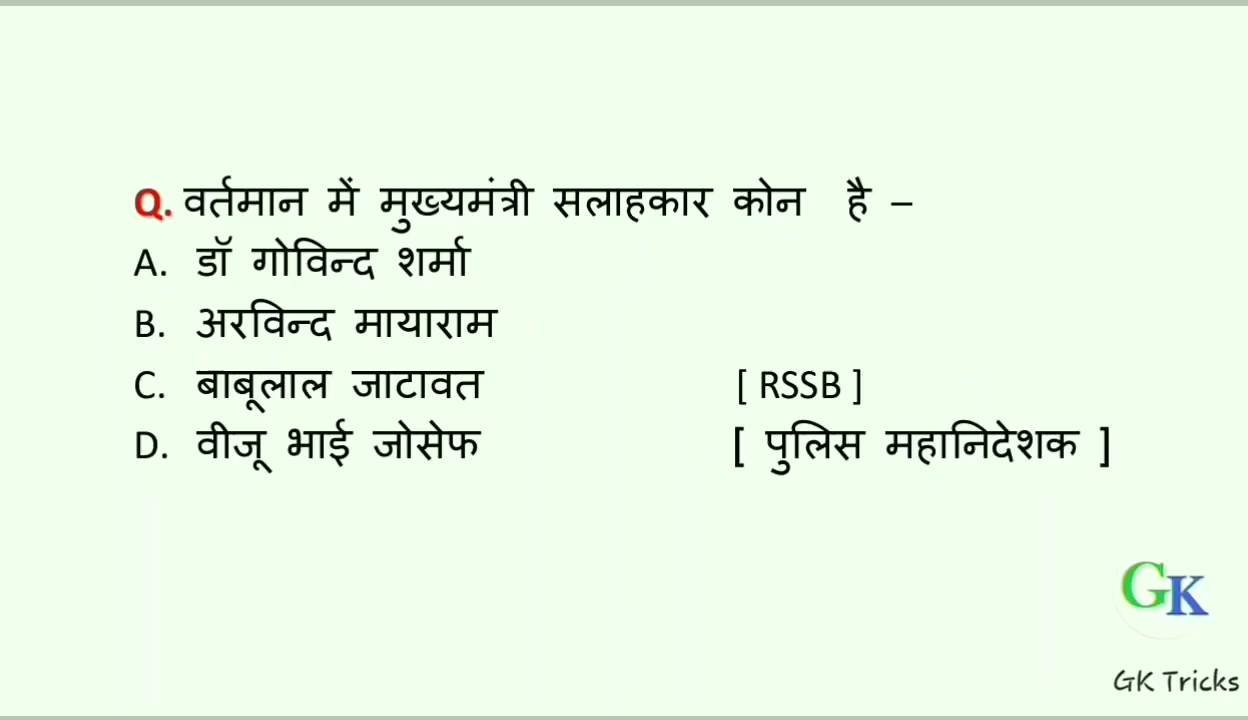 Q. वर्तमान में मुख्यमंत्री सलाहकार कोन है –
A. डॉ गोविन्द शर्मा
B. अरविन्द मायाराम
C. बाबूलाल जाटावत [ RSSB ]
D. वीजू भाई जोसेफ [ पुलिस महानिदेशक ]
GK
GK Tricks